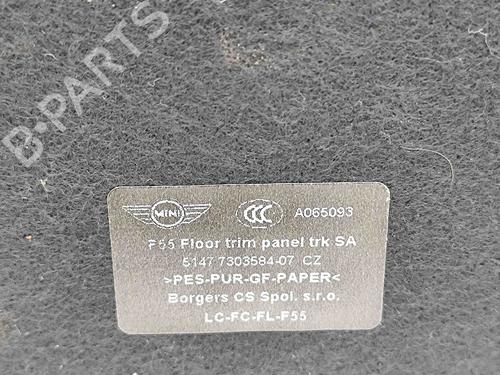 B-PARTS
MINI CCC A065093
F55 Floor trim panel trk SA
5147 7303584-07 CZ
>PES-PUR-GF-PAPER<
Borgers CS Spol. s.r.o.
LC-FC-FL-F55